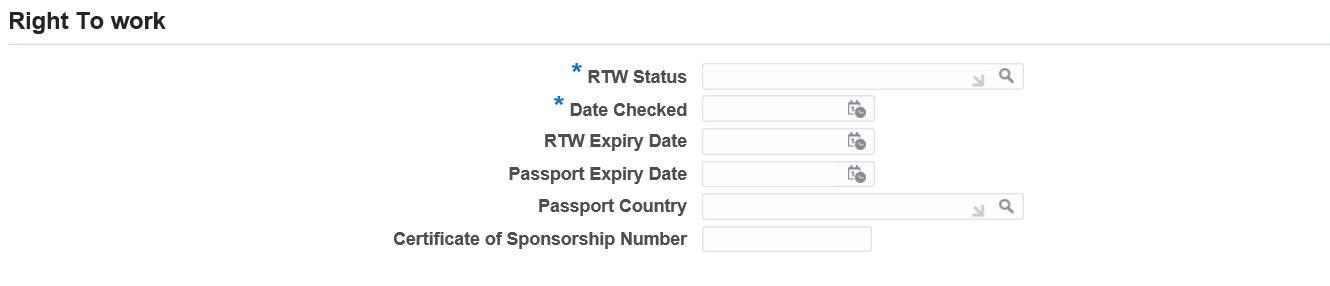 Right To work
* RTW Status
* Date Checked
RTW Expiry Date
Passport Expiry Date
Passport Country
Certificate of Sponsorship Number